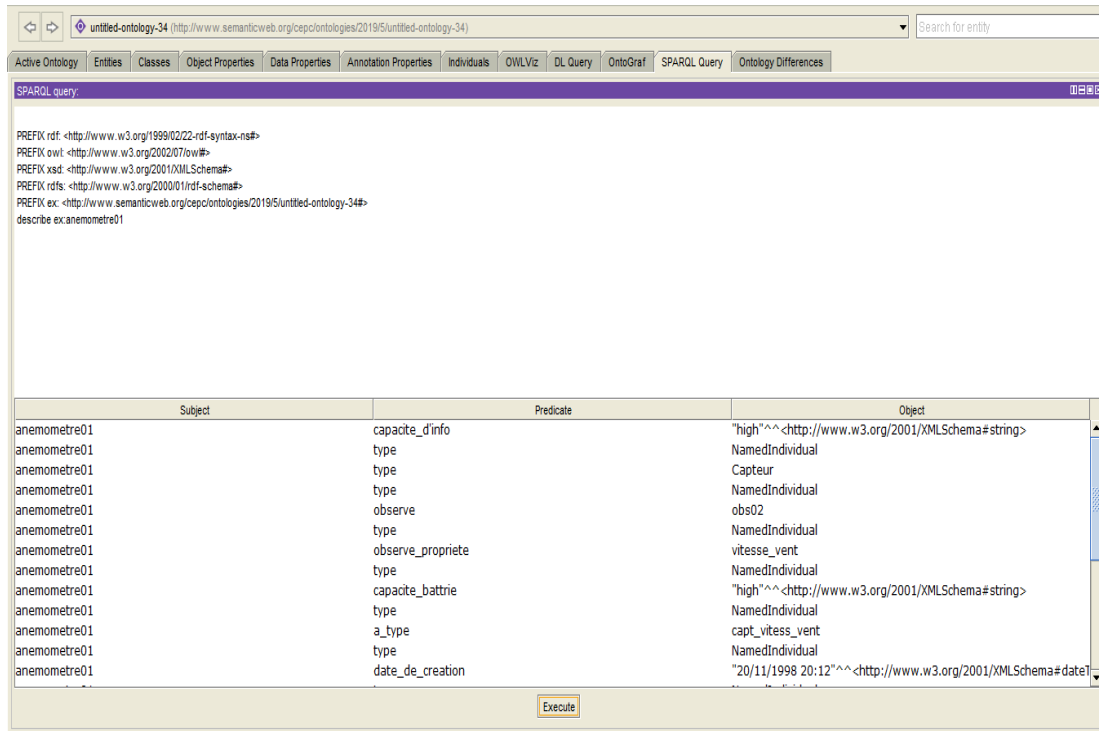 untitled-ontology-34 (http://www.semanticweb.org/cepc/ontologies/2019/5/untitled-ontology-34) Search for entity
Active Ontology Entities Classes Object Properties Data Properties Annotation Properties Individuals OWLViz DL Query OntoGraf SPARQL Query Ontology Differences
SPARQL query:
PREFIX rdf: <http://www.w3.org/1999/02/22-rdf-syntax-ns#>
PREFIX owl: <http://www.w3.org/2002/07/owl#>
PREFIX xsd: <http://www.w3.org/2001/XMLSchema#>
PREFIX rdfs: <http://www.w3.org/2000/01/rdf-schema#>
PREFIX ex: <http://www.semanticweb.org/cepc/ontologies/2019/5/untitled-ontology-34#>
describe ex:anemometre01
Subject Predicate Object
anemometre01 capacite_d'info "high"^^<http://www.w3.org/2001/XMLSchema#string>
anemometre01 type NamedIndividual
anemometre01 type Capteur
anemometre01 type NamedIndividual
anemometre01 observe obs02
anemometre01 type NamedIndividual
anemometre01 observe_propriete vitesse_vent
anemometre01 type NamedIndividual
anemometre01 capacite_battrie "high"^^<http://www.w3.org/2001/XMLSchema#string>
anemometre01 type NamedIndividual
anemometre01 a_type capt_vitess_vent
anemometre01 type NamedIndividual
anemometre01 date_de_creation "20/11/1998 20:12"^^<http://www.w3.org/2001/XMLSchema#dateT
Execute